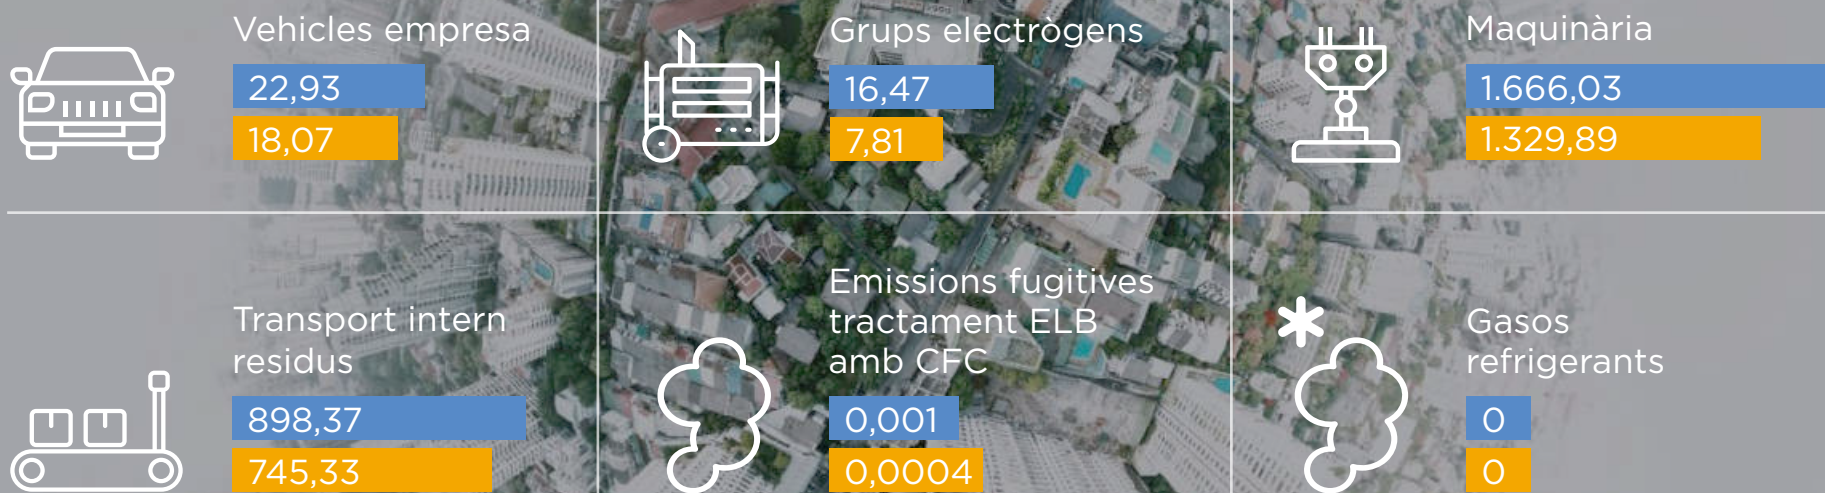 Vehicles empresa
22,93
18,07
Grups electrògens
16,47
7,81
Maquinària
1.666,03
1.329,89
Transport intern
residus
898,37
745,33
Emissions fugitives
tractament ELB
amb CFC
0,001
0,0004
Gasos
refrigerants
0
0